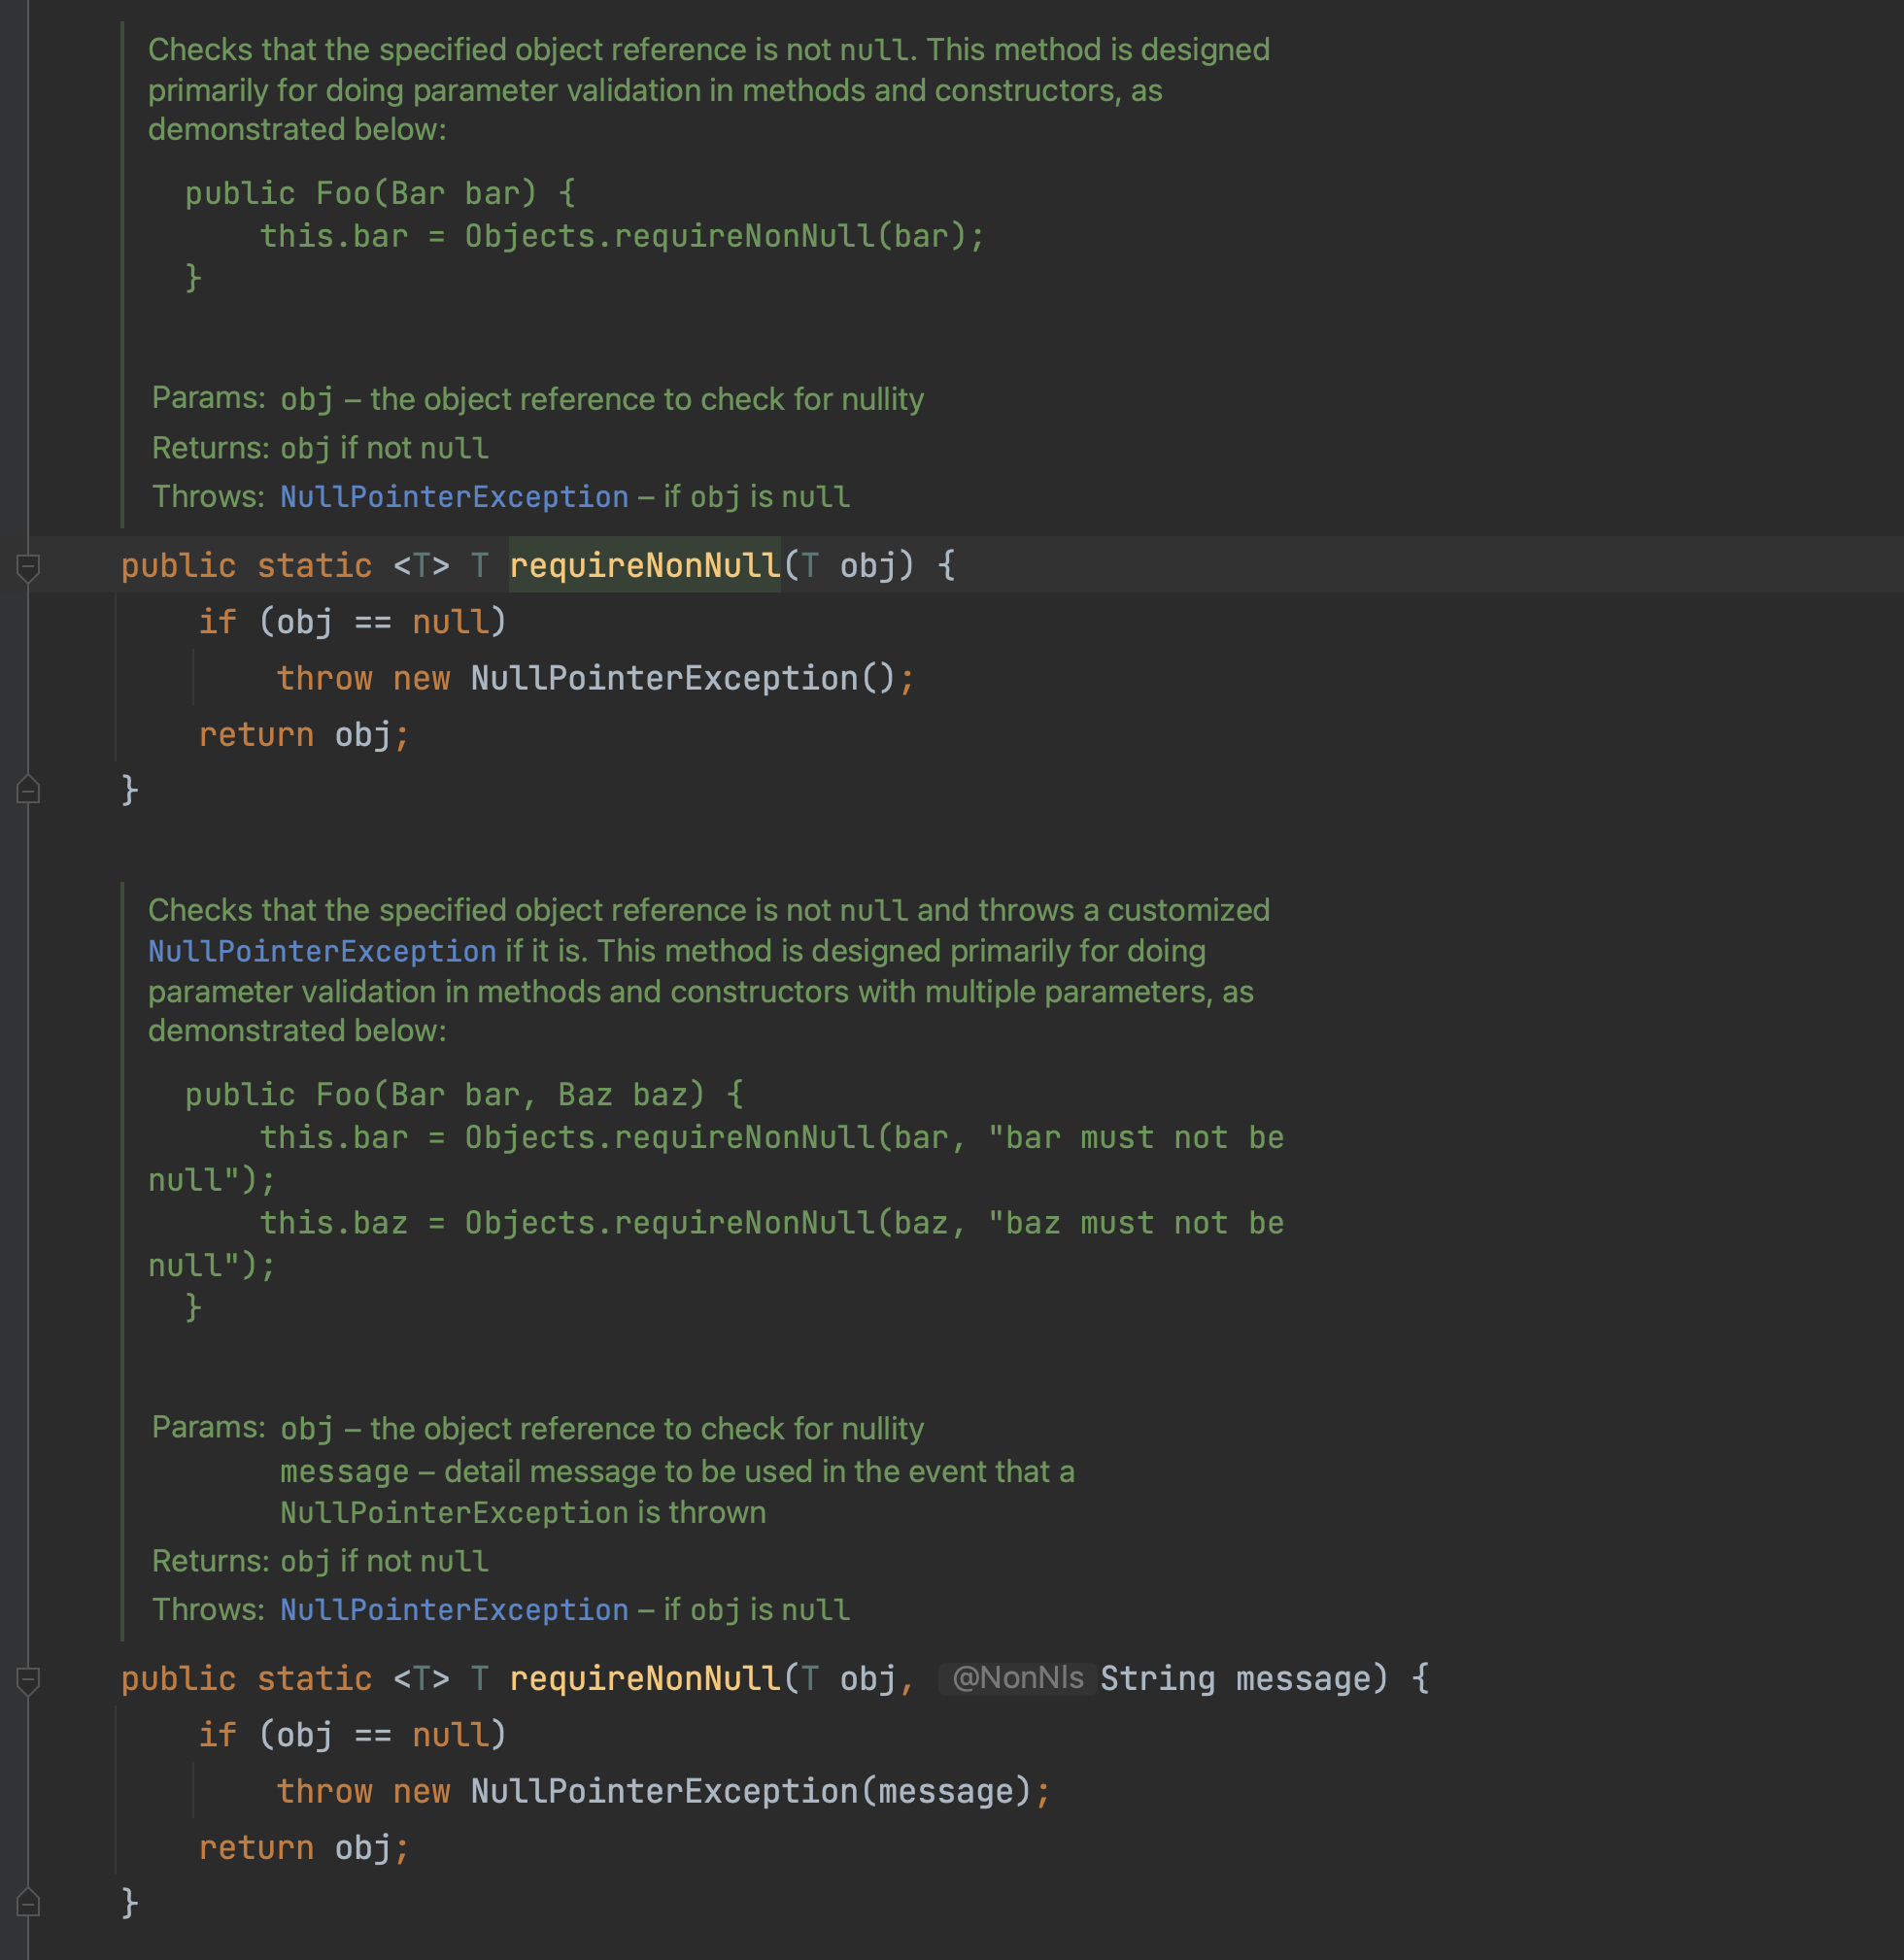 Checks that the specified object reference is not null. This method is designed
primarily for doing parameter validation in methods and constructors, as
demonstrated below:
public Foo(Bar bar) {
    this.bar = Objects.requireNonNull(bar);
}
Params: obj – the object reference to check for nullity
Returns: obj if not null
Throws: NullPointerException – if obj is null
public static <T> T requireNonNull(T obj) {
    if (obj == null)
        throw new NullPointerException();
    return obj;
}
Checks that the specified object reference is not null and throws a customized
NullPointerException if it is. This method is designed primarily for doing
parameter validation in methods and constructors with multiple parameters, as
demonstrated below:
  public Foo(Bar bar, Baz baz) {
      this.bar = Objects.requireNonNull(bar, "bar must not be
null");
      this.baz = Objects.requireNonNull(baz, "baz must not be
null");
  }
Params: obj – the object reference to check for nullity
message – detail message to be used in the event that a
NullPointerException is thrown
Returns: obj if not null
Throws: NullPointerException – if obj is null
public static <T> T requireNonNull(T obj, @NonNls String message) {
    if (obj == null)
        throw new NullPointerException(message);
    return obj;
}